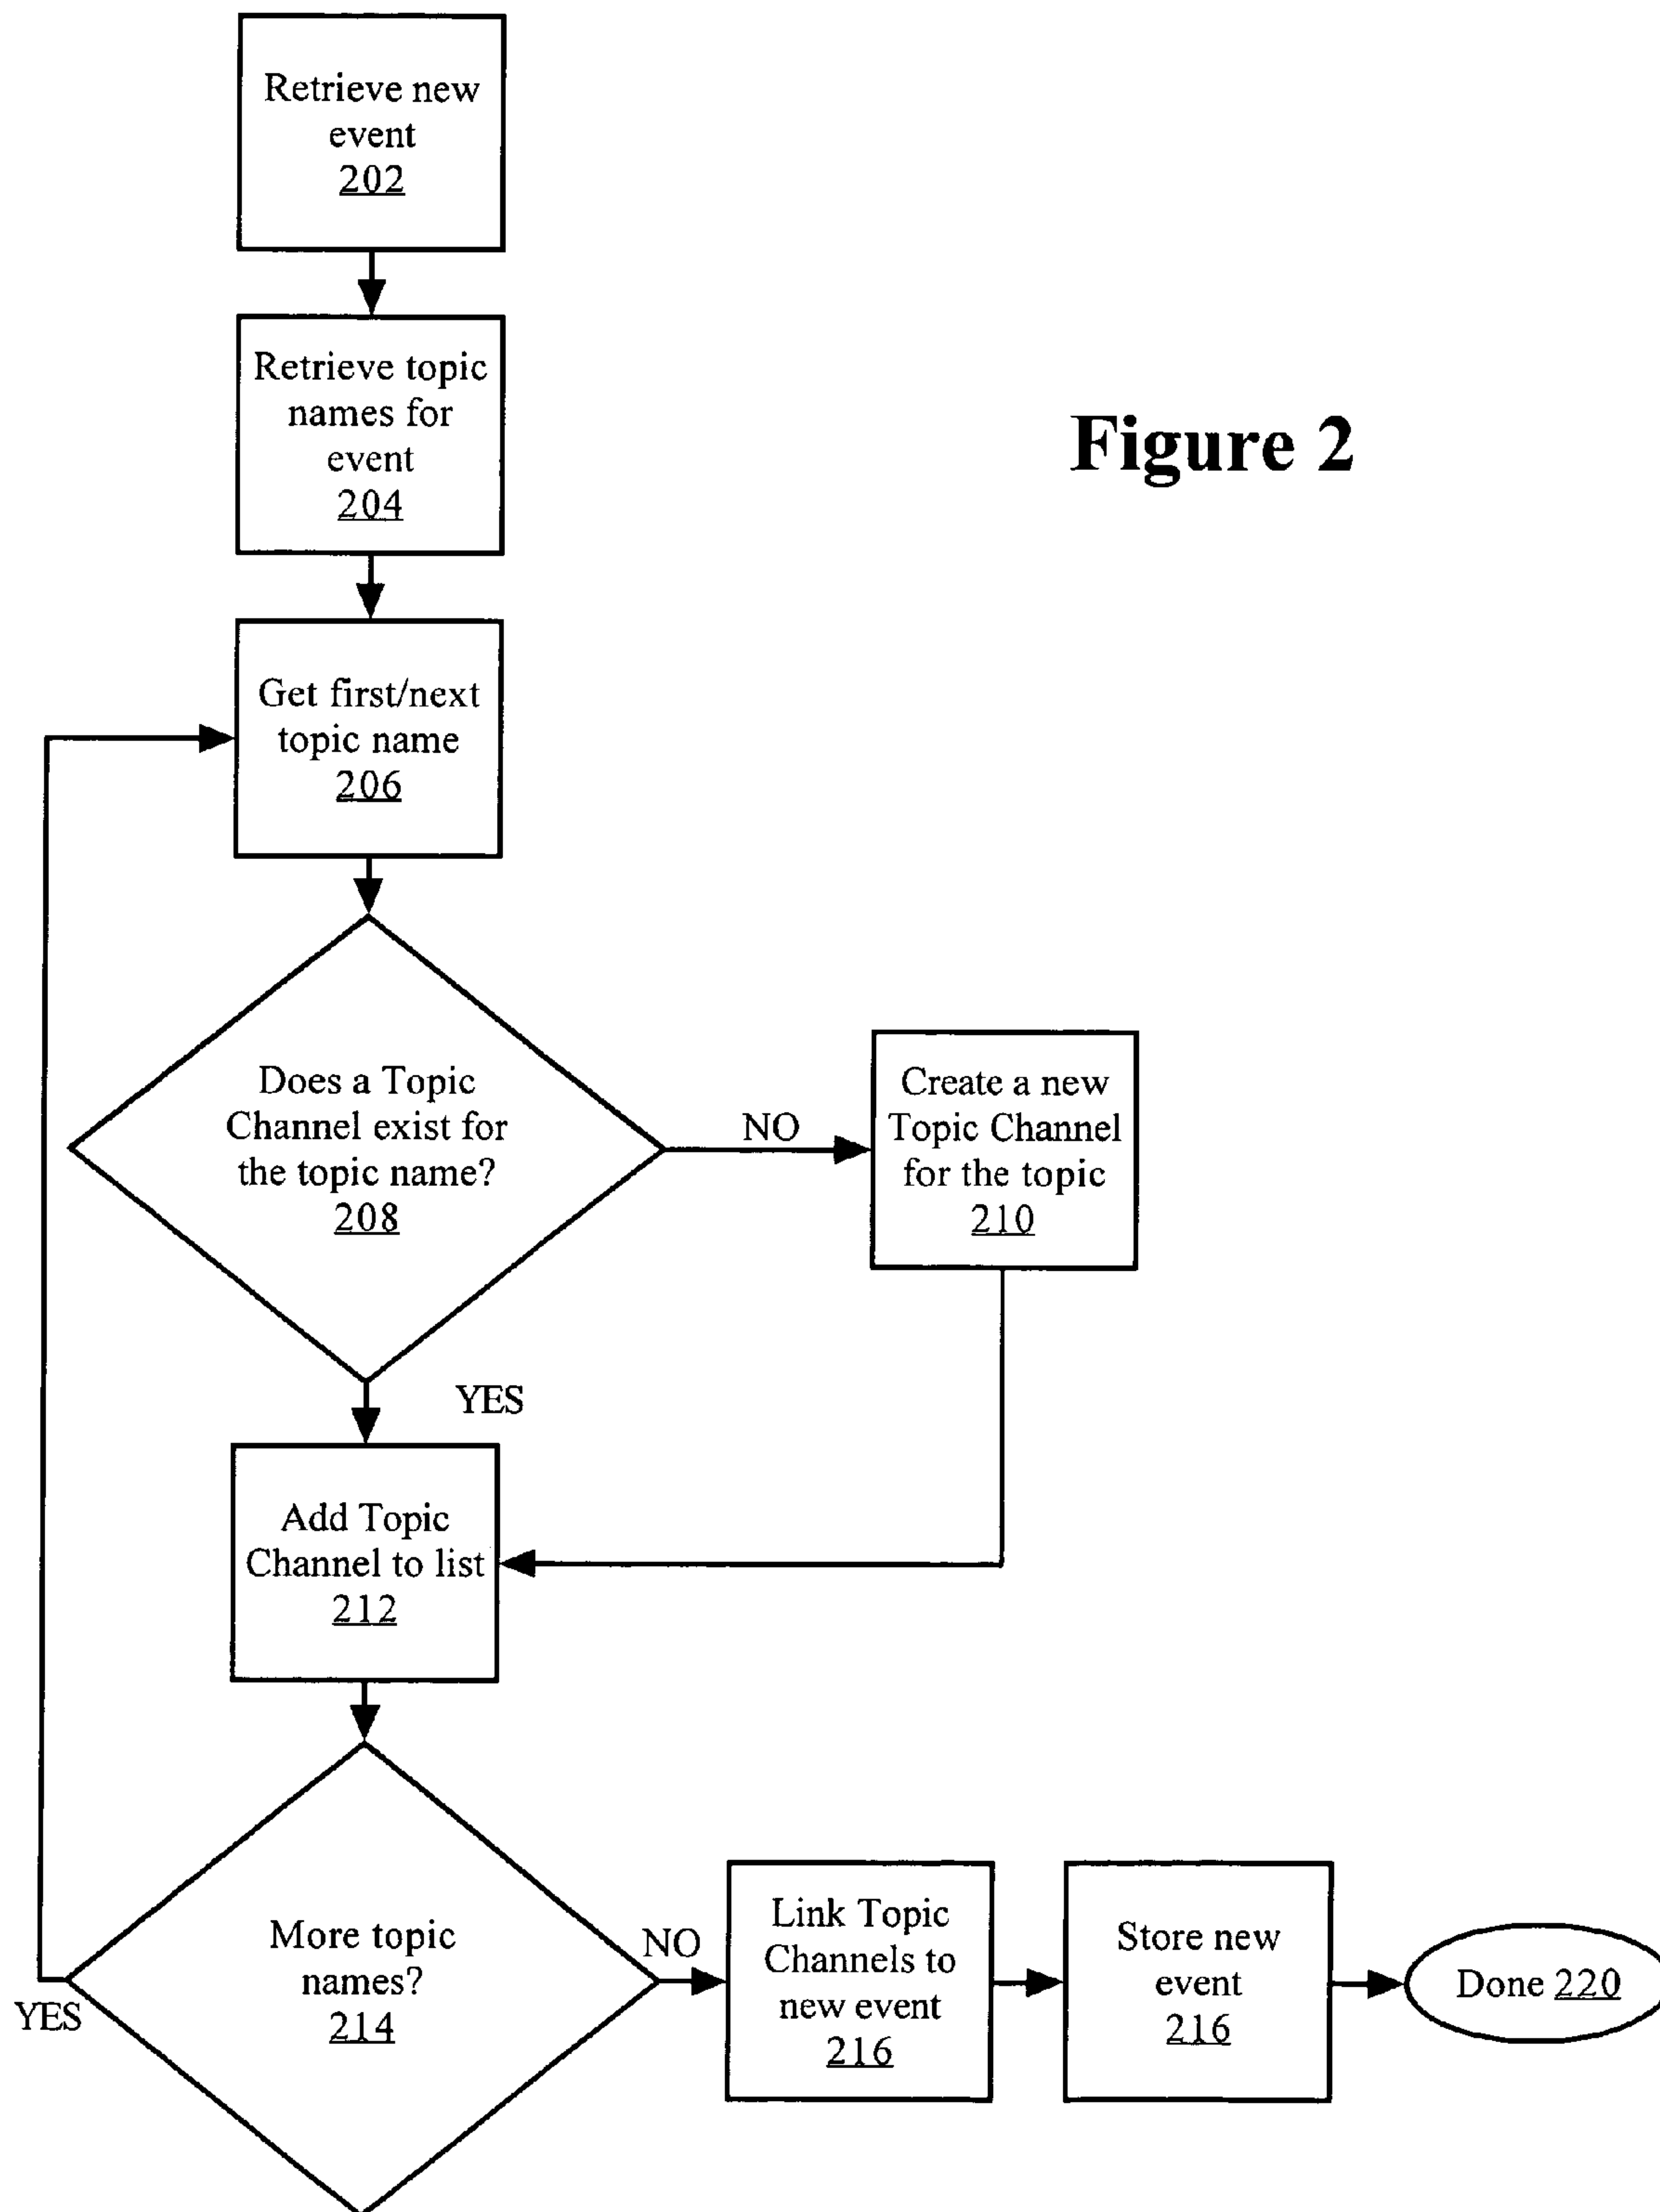 Retrieve new
event
202
Retrieve topic
names for
event
204
Figure 2
Get first/next
topic name
206
Does a Topic
Channel exist for
the topic name?
208
NO
Create a new
Topic Channel
for the topic
210
YES
Add Topic
Channel to list
212
More topic
names?
214
YES
NO
Link Topic
Channels to
new event
216
Store new
event
216
Done 220